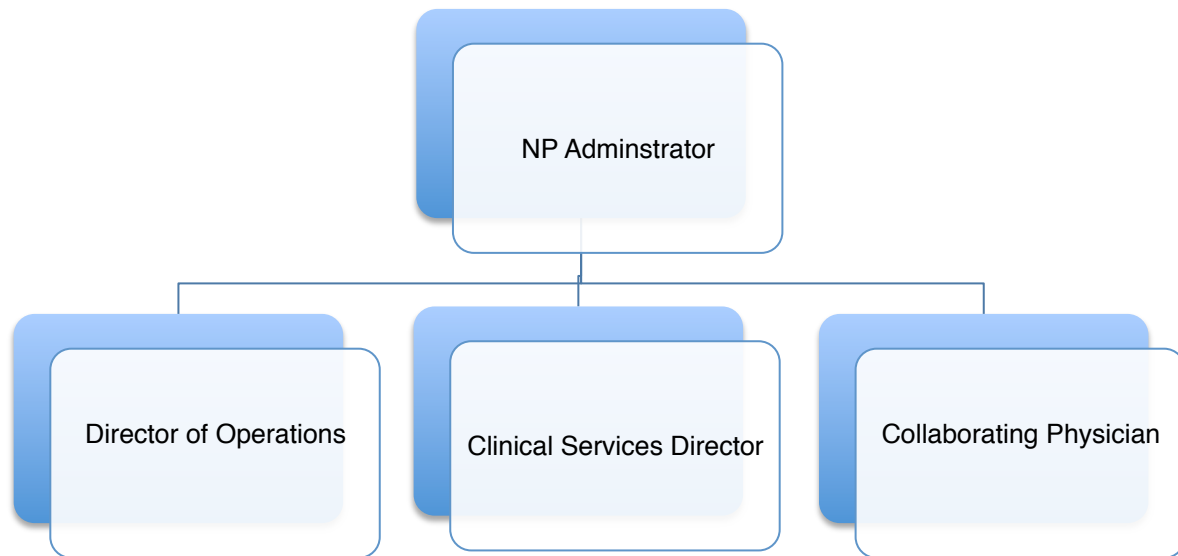 NP Adminstrator
Director of Operations
Clinical Services Director
Collaborating Physician